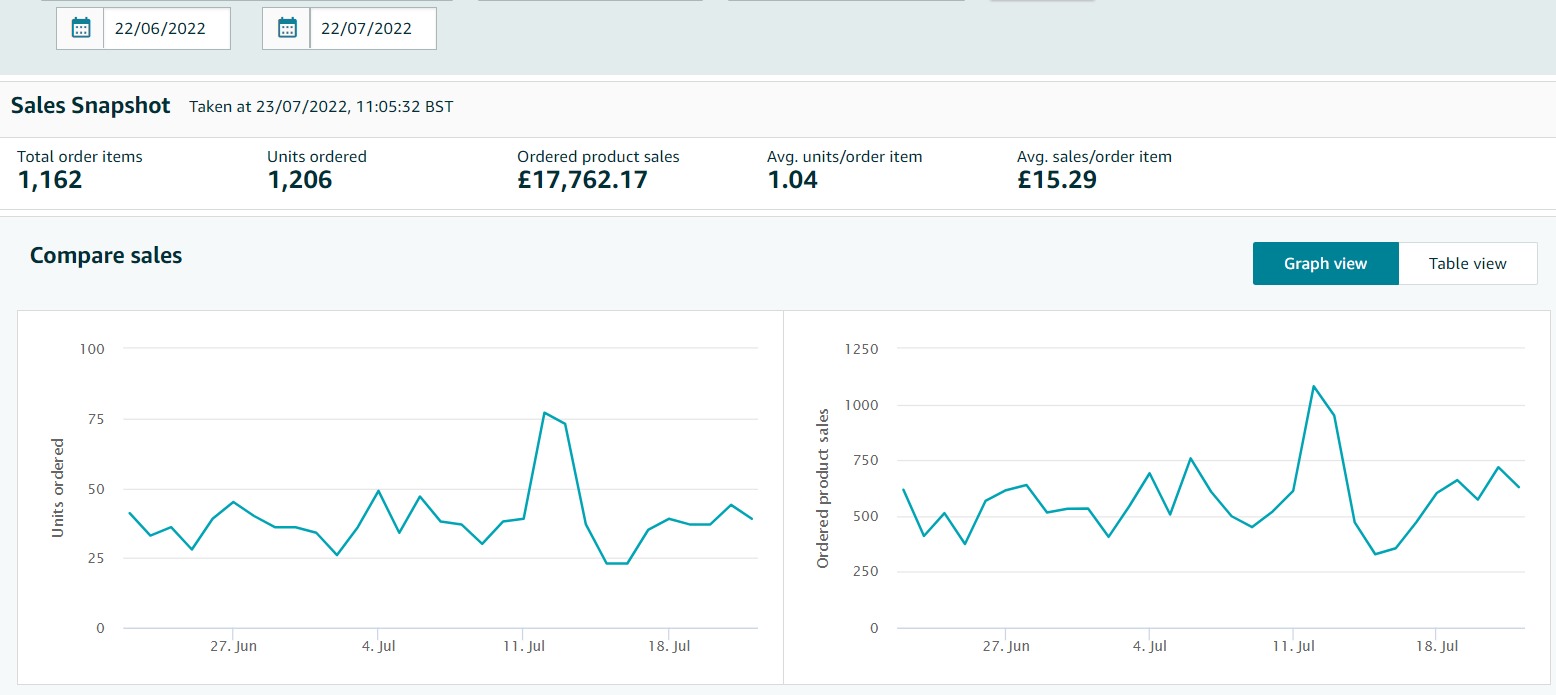 22/06/2022 22/07/2022
Sales Snapshot Taken at 23/07/2022, 11:05:32 BST
Total order items Units ordered Ordered product sales Avg. units/order item Avg. sales/order item
1,162 1,206 £17,762.17 1.04 £15.29
Compare sales
Graph view Table view
100
75
50
25
0
Units ordered
27. Jun 4. Jul 11. Jul 18. Jul
1250
1000
750
500
250
0
Ordered product sales
27. Jun 4. Jul 11. Jul 18. Jul